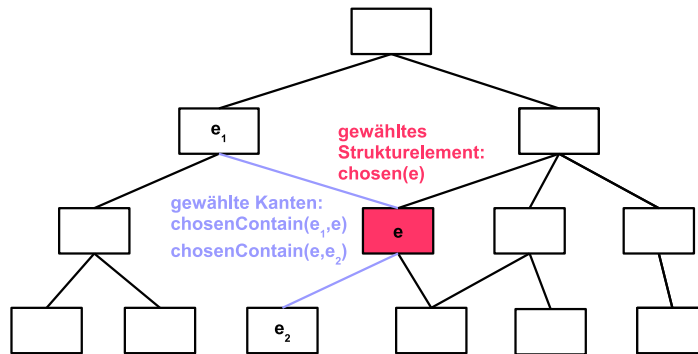 e₁
gewähltes
Strukturelement:
chosen(e)
gewählte Kanten:
chosenContain(e₁,e)
chosenContain(e,e₂)
e
e₂